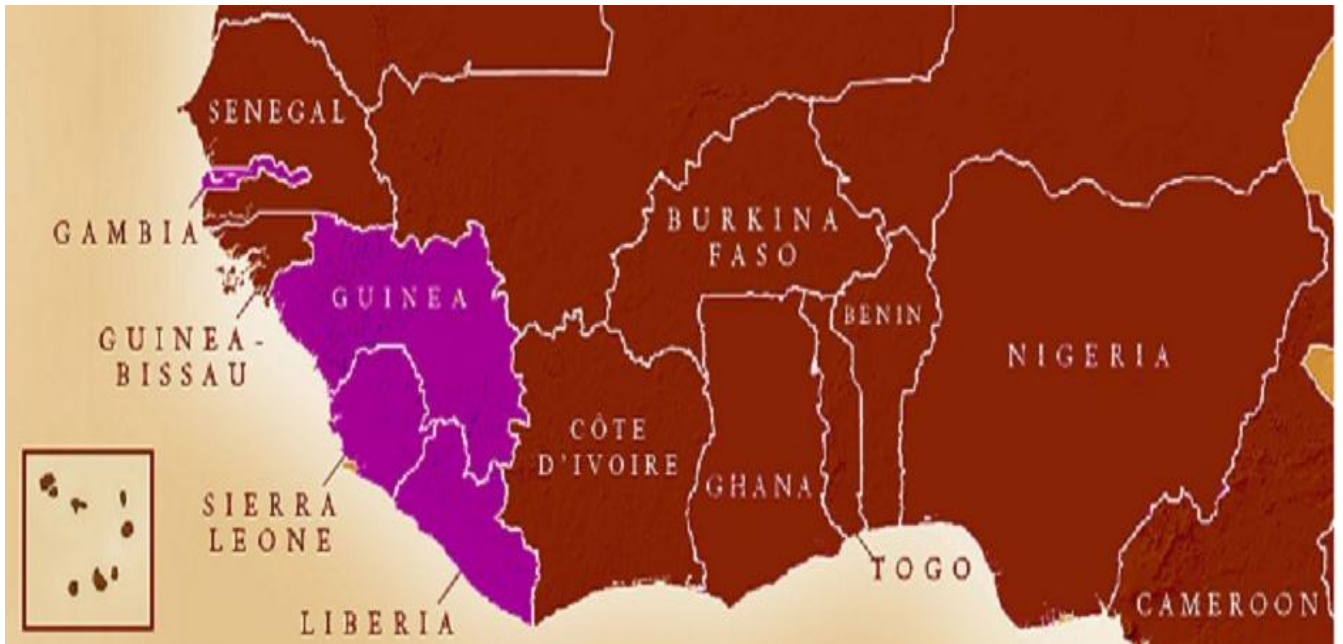 SENEGAL
GAMBIA
GUINEA-
BISSAU
GUINEA
SIERRA
LEONE
LIBERIA
CÔTE
D'IVOIRE
BURKINA
FASO
GHANA
BENIN
TOGO
NIGERIA
CAMEROON